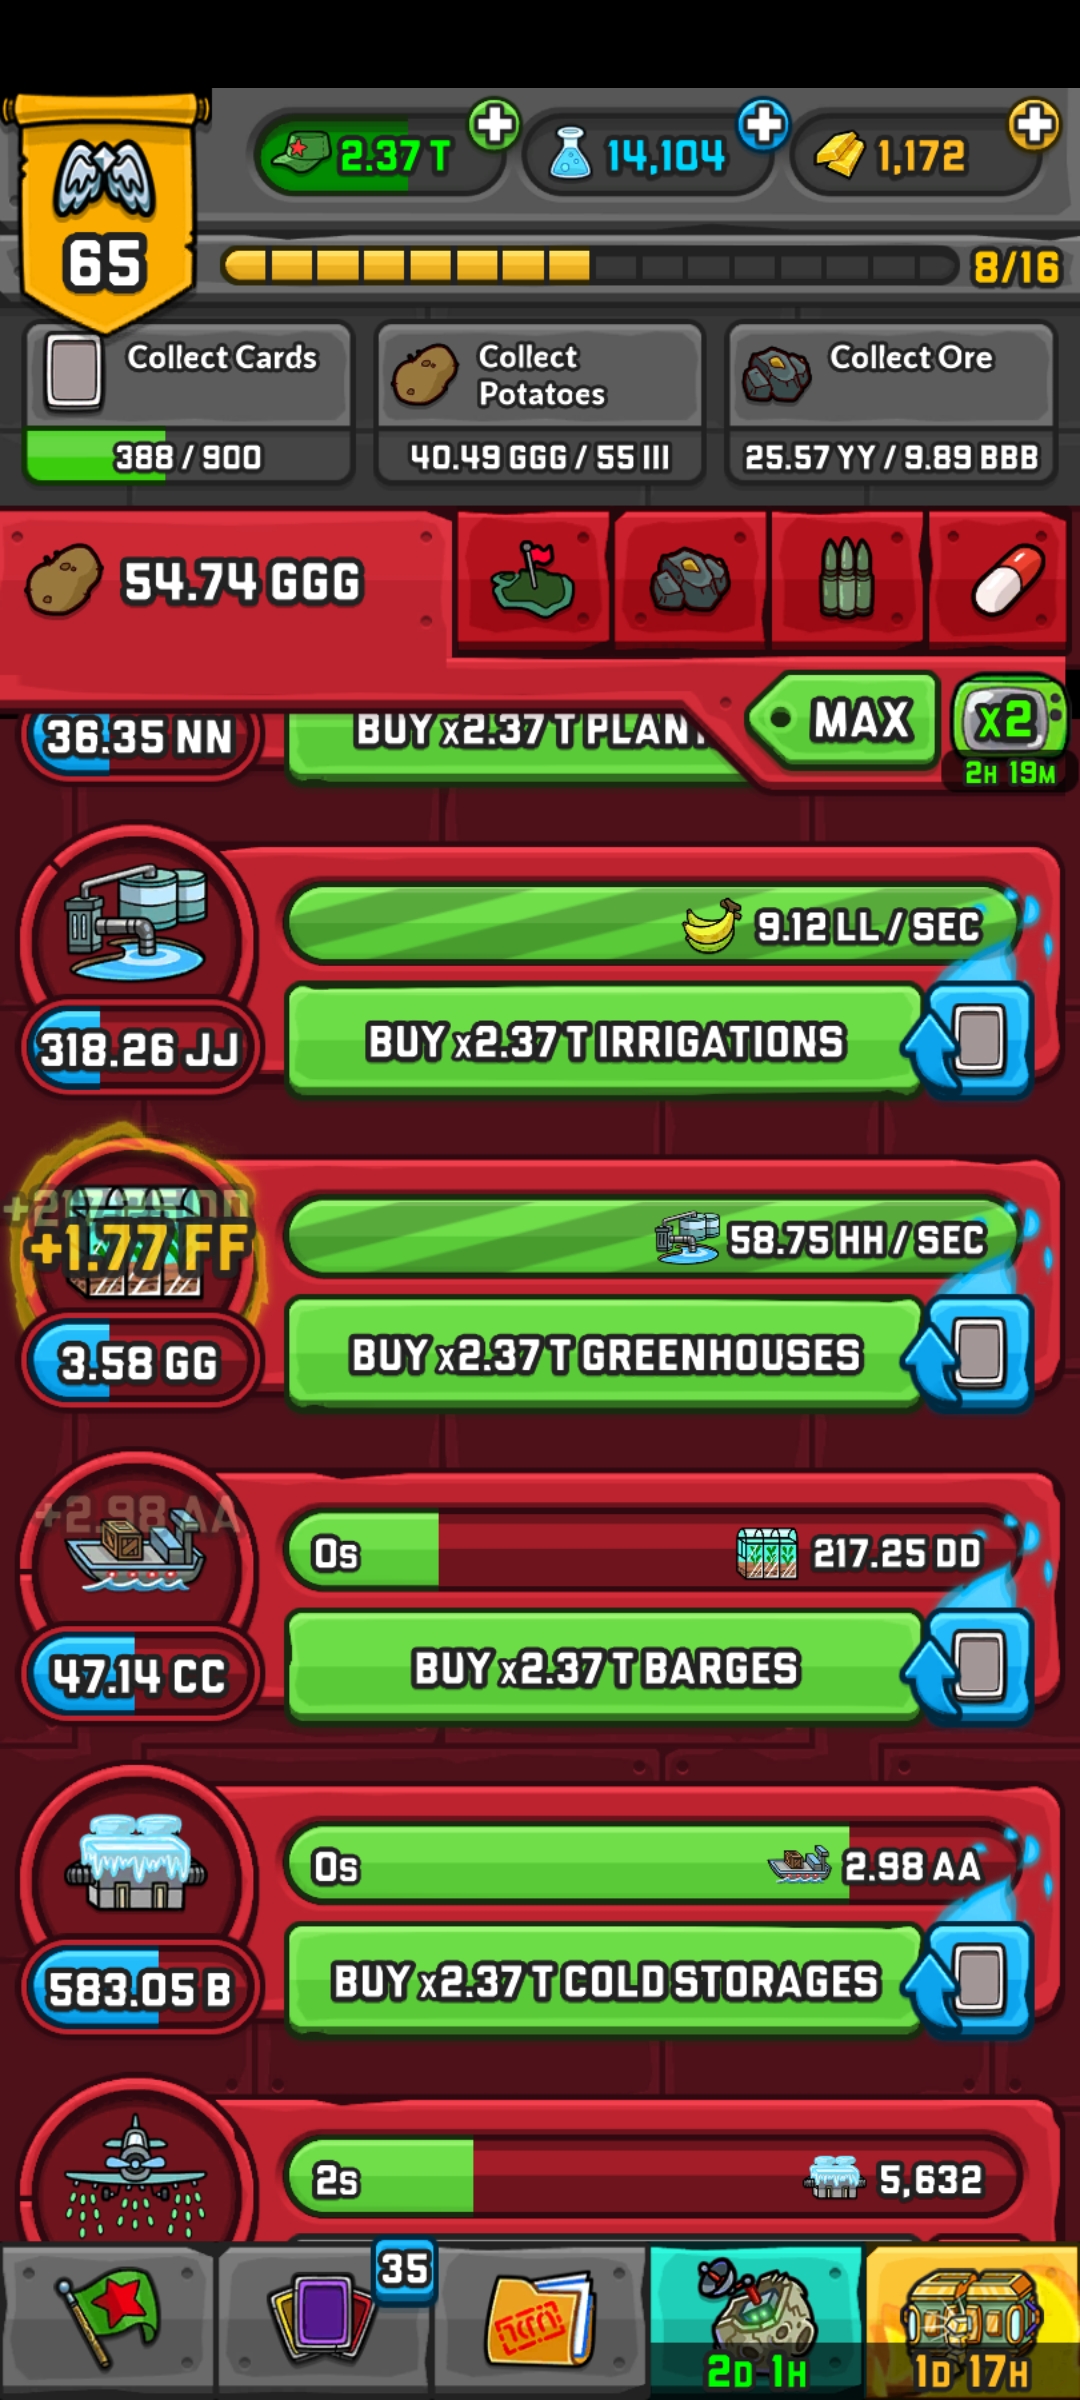 2.37 T
14,104
1,172
65
8/16
Collect Cards
388 / 900
Collect
Potatoes
40.49 GGG / 55 III
Collect Ore
25.57 YY / 9.89 BBB
54.74 GGG
MAX
x2
2H 19M
36.35 NN
BUY x2.37 T PLAN
9.12 LL / SEC
318.26 JJ
BUY x2.37 T IRRIGATIONS
+1.77 FF
58.75 HH / SEC
3.58 GG
BUY x2.37 T GREENHOUSES
+2.98 AA
0s
217.25 DD
47.14 CC
BUY x2.37 T BARGES
0s
2.98 AA
583.05 B
BUY x2.37 T COLD STORAGES
2s
5,632
35
2D 1H
1D 17H